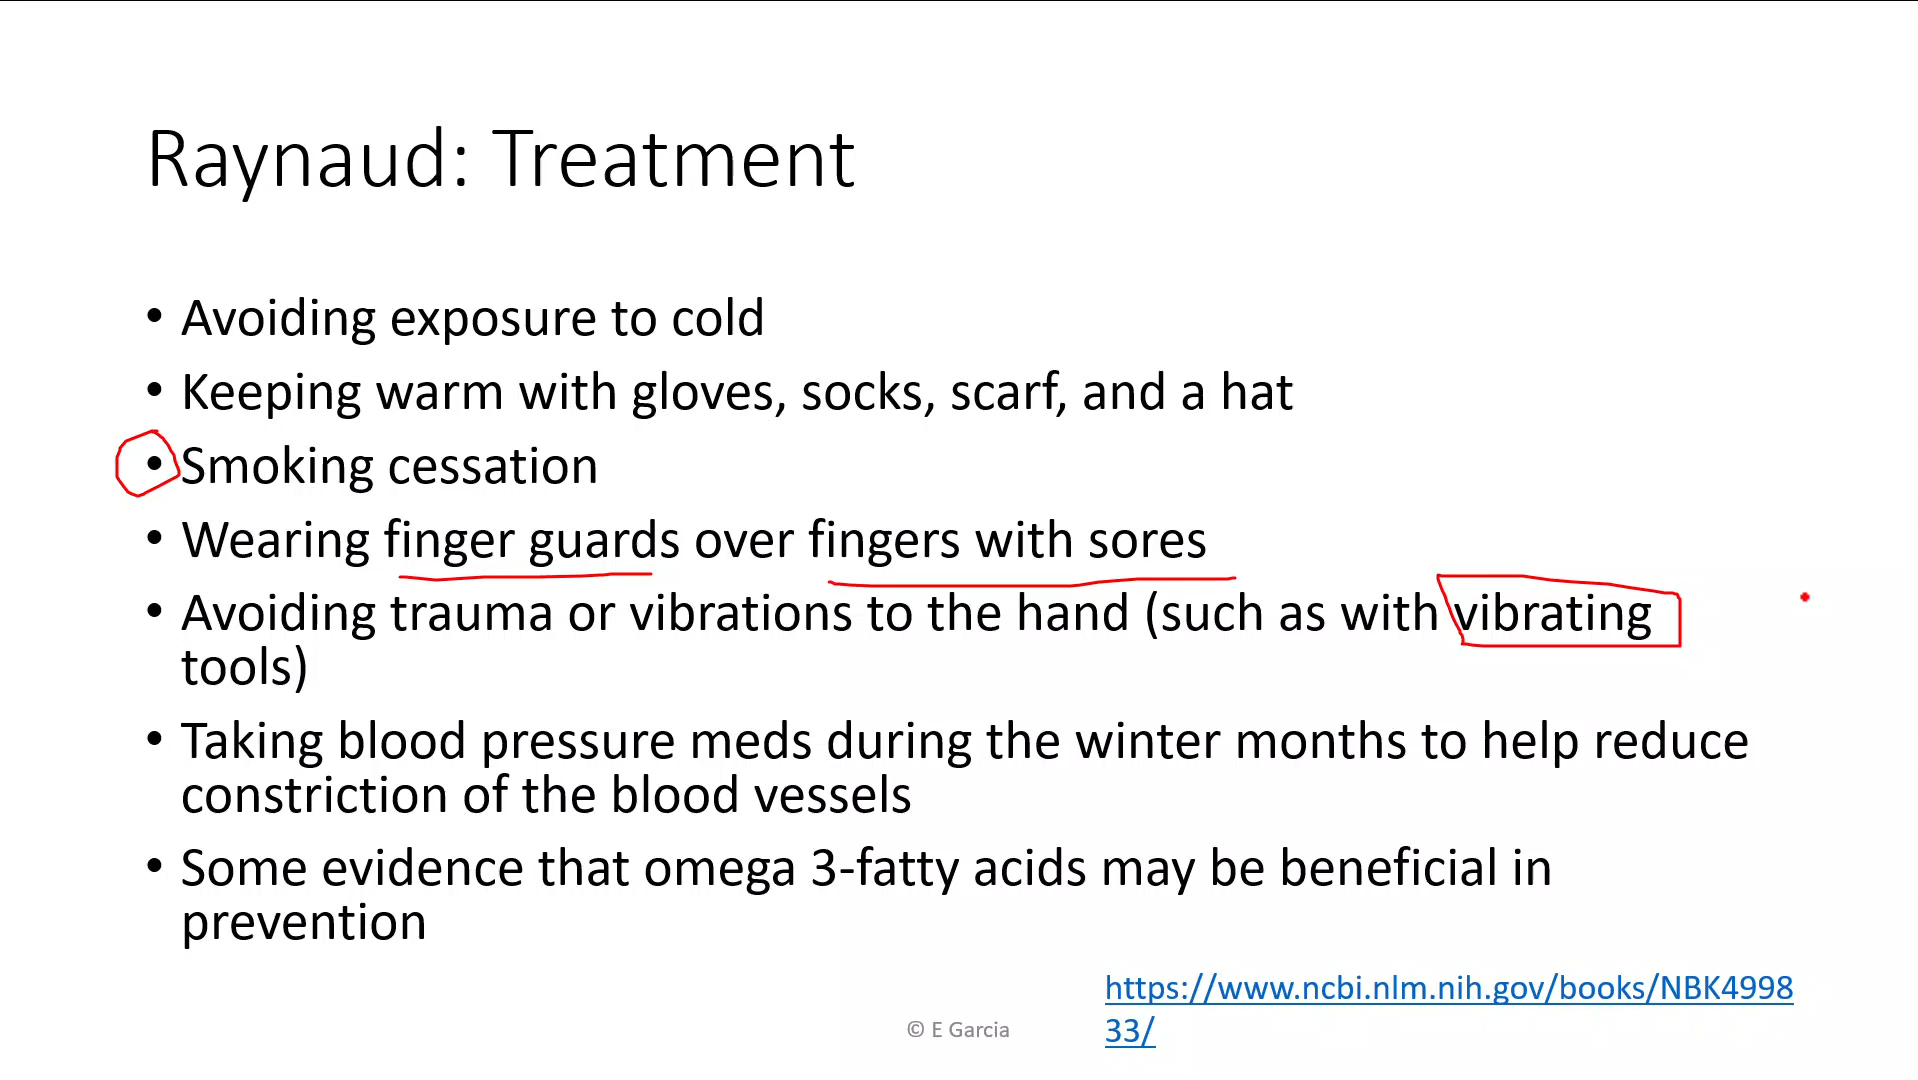 Raynaud: Treatment
• Avoiding exposure to cold
• Keeping warm with gloves, socks, scarf, and a hat
• Smoking cessation
• Wearing finger guards over fingers with sores
• Avoiding trauma or vibrations to the hand (such as with vibrating
tools)
• Taking blood pressure meds during the winter months to help reduce
constriction of the blood vessels
• Some evidence that omega 3-fatty acids may be beneficial in
prevention
https://www.ncbi.nlm.nih.gov/books/NBK4998
33/
© E Garcia